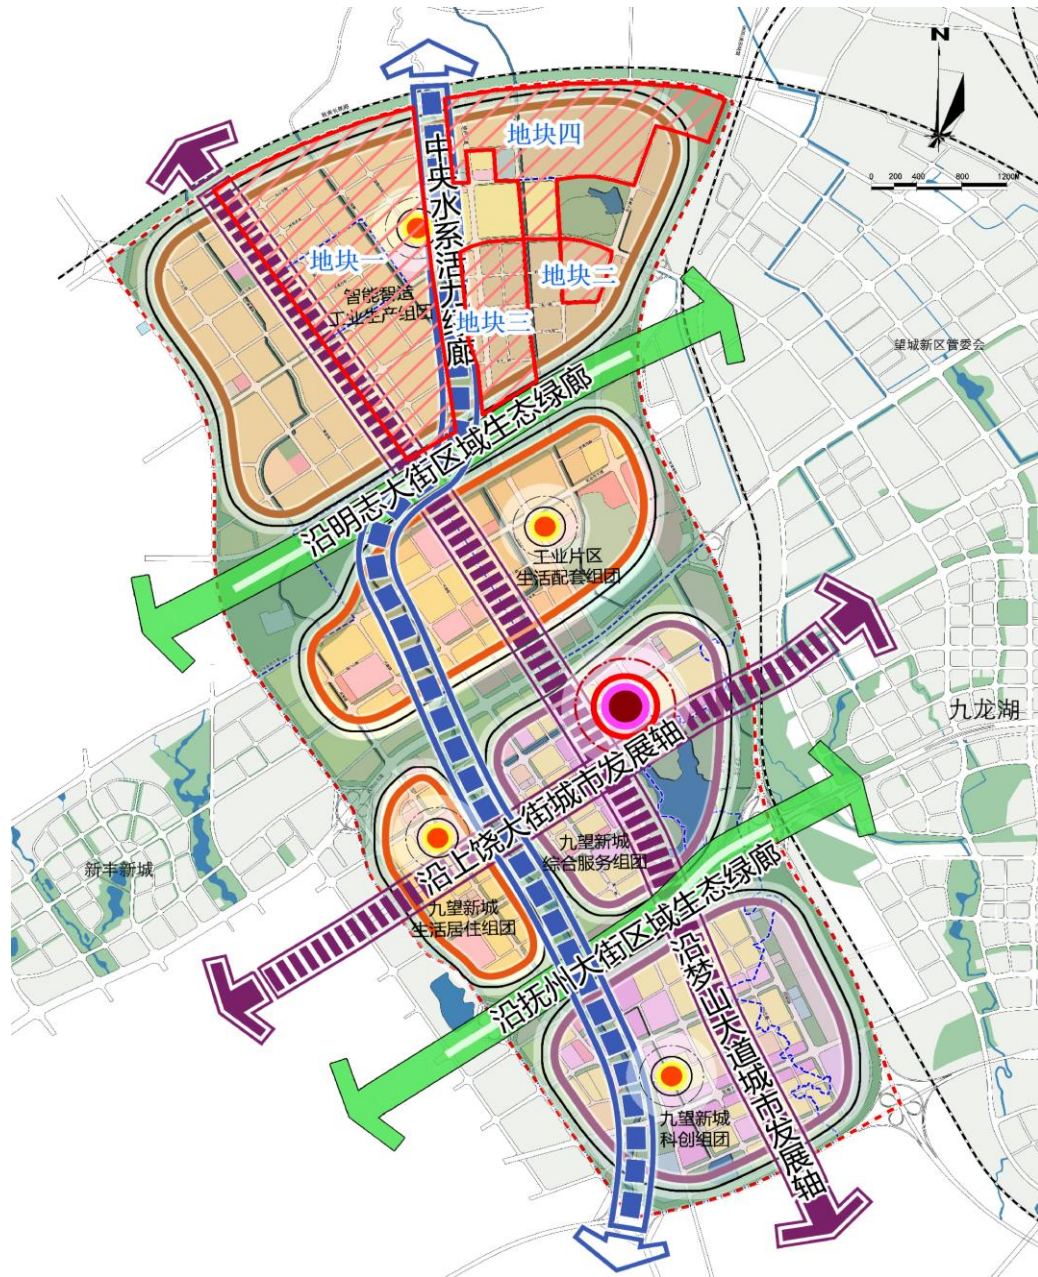 N
0 200 400 800 1200M
地块四
中央水系活力绿廊
地块一
地块二
智能智造
工业生产组团
地块三
望城新区管委会
沿明志大街区域生态绿廊
工业片区
生活配套组团
九龙湖
沿上饶大街城市发展轴
九望新城
综合服务组团
新丰新城
九望新城
生活居住组团
沿抚州大街区域生态绿廊
沿梦山大道城市发展轴
九望新城
科创组团